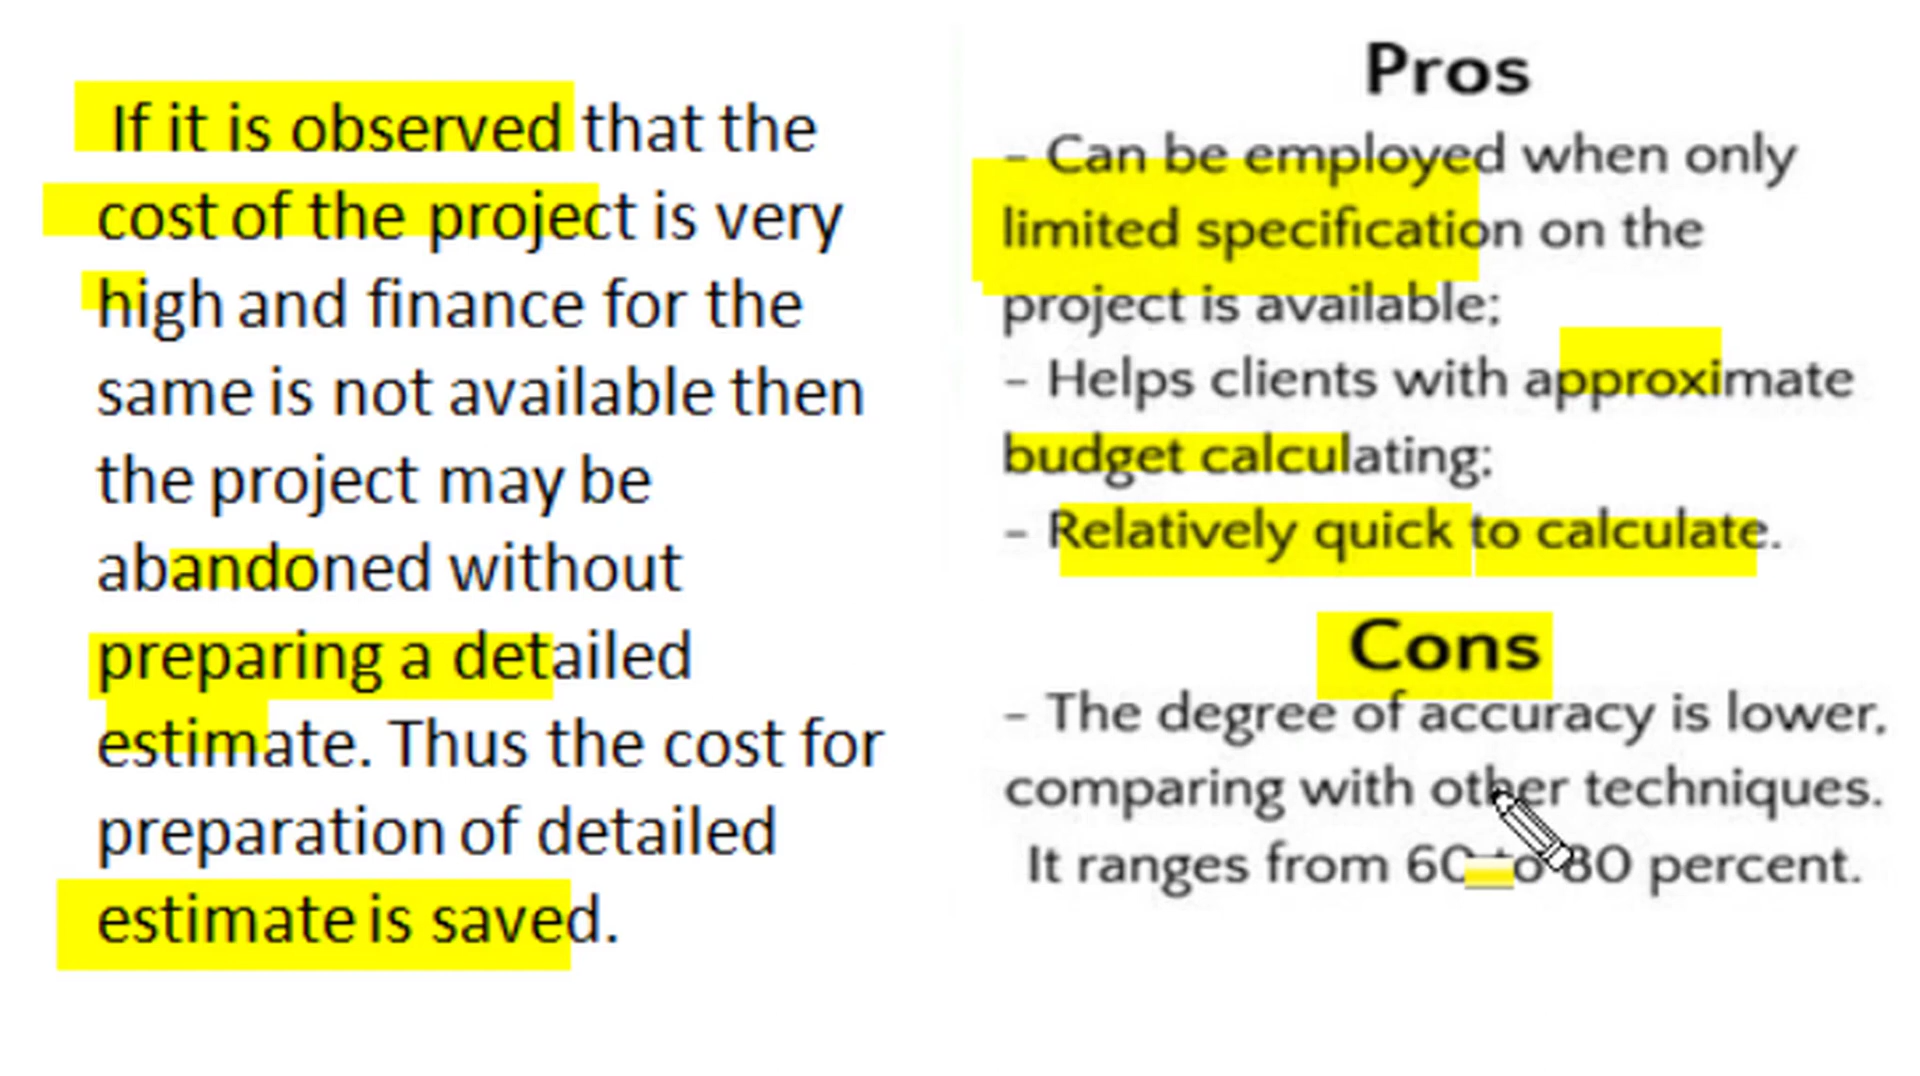 If it is observed that the
cost of the project is very
high and finance for the
same is not available then
the project may be
abandoned without
preparing a detailed
estimate. Thus the cost for
preparation of detailed
estimate is saved.
Pros
- Can be employed when only
limited specification on the
project is available;
- Helps clients with approximate
budget calculating;
- Relatively quick to calculate.
Cons
- The degree of accuracy is lower,
comparing with other techniques.
It ranges from 60 to 80 percent.